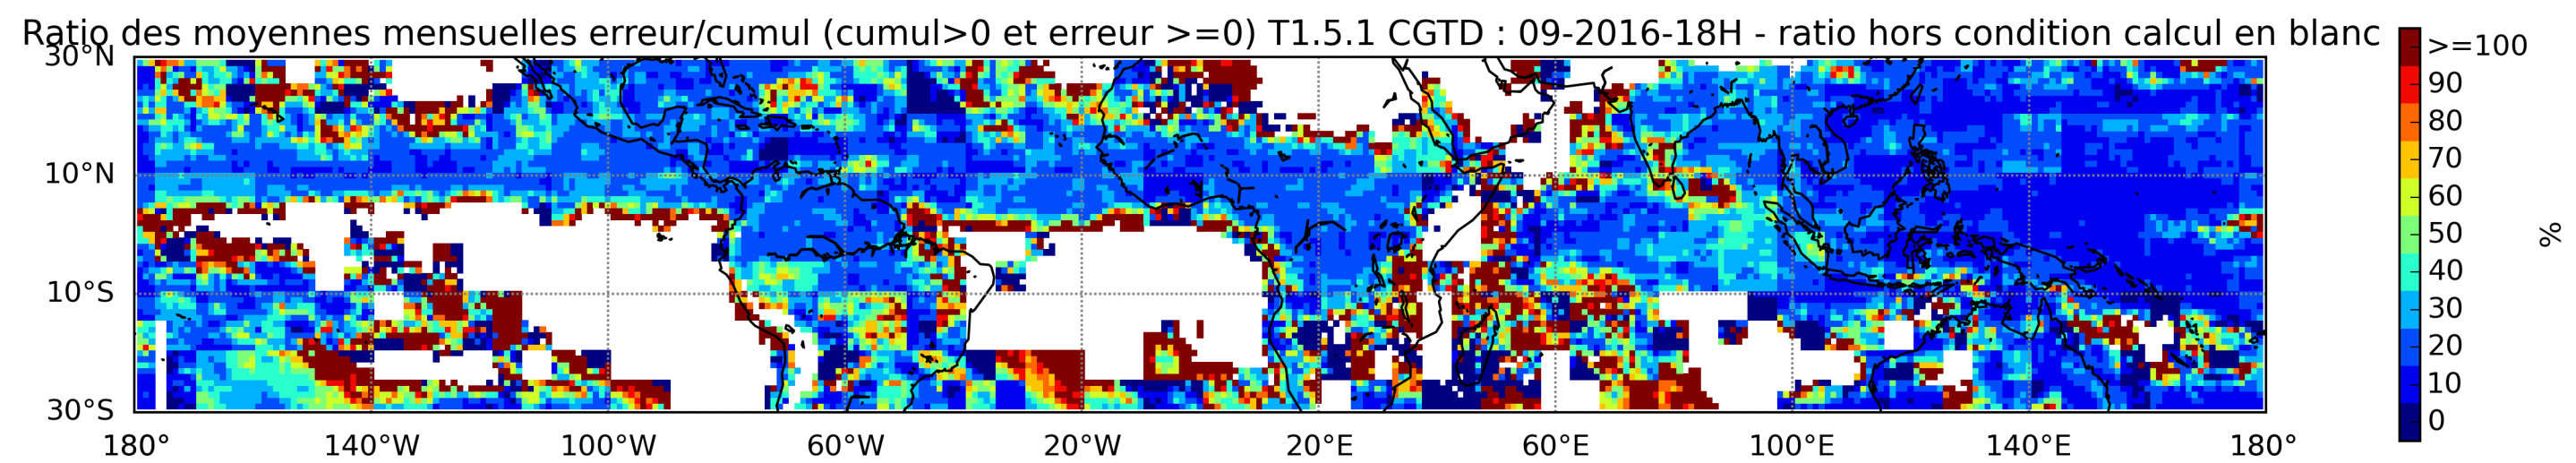 Ratio des moyennes mensuelles erreur/cumul (cumul>0 et erreur >=0) T1.5.1 CGTD : 09-2016-18H - ratio hors condition calcul en blanc
30°N
10°N
10°S
30°S
180° 140°W 100°W 60°W 20°W 20°E 60°E 100°E 140°E 180°
>=100
90
80
70
60
50
40
30
20
10
0
%